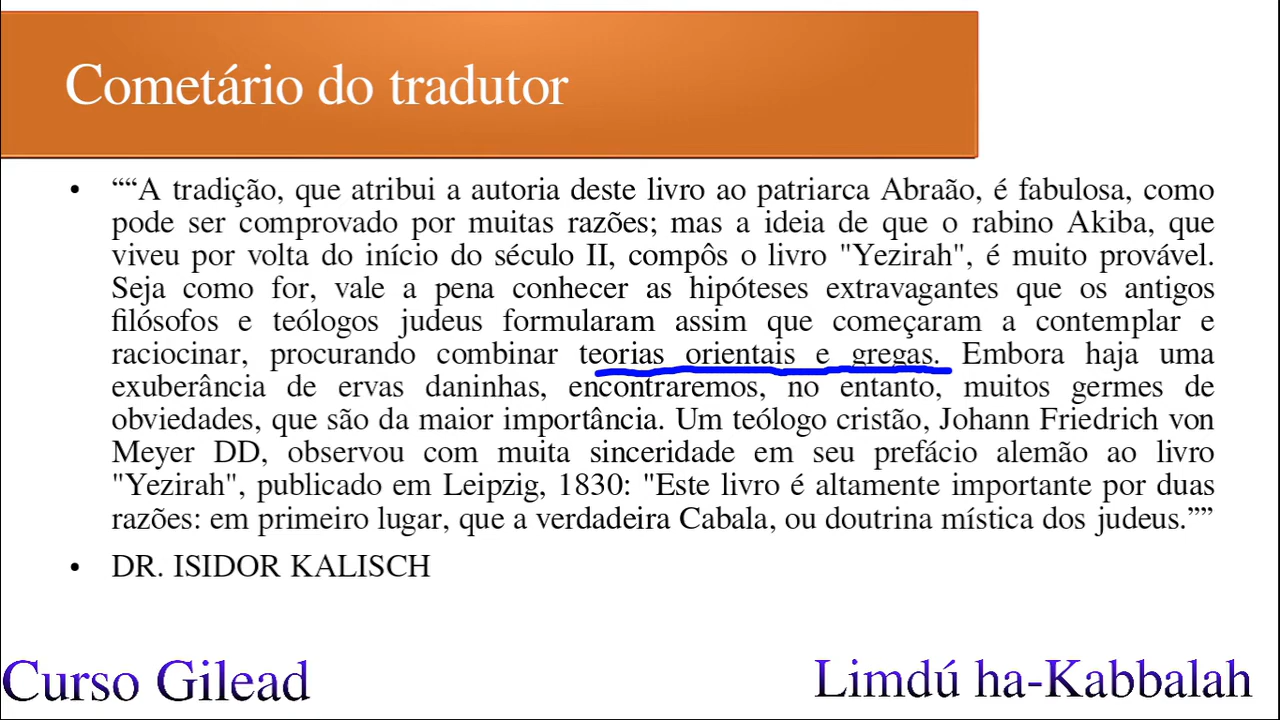 Cometário do tradutor
• ““A tradição, que atribui a autoria deste livro ao patriarca Abraão, é fabulosa, como
pode ser comprovado por muitas razões; mas a ideia de que o rabino Akiba, que
viveu por volta do início do século II, compôs o livro "Yezirah", é muito provável.
Seja como for, vale a pena conhecer as hipóteses extravagantes que os antigos
filósofos e teólogos judeus formularam assim que começaram a contemplar e
raciocinar, procurando combinar teorias orientais e gregas. Embora haja uma
exuberância de ervas daninhas, encontraremos, no entanto, muitos germes de
obviedades, que são da maior importância. Um teólogo cristão, Johann Friedrich von
Meyer DD, observou com muita sinceridade em seu prefácio alemão ao livro
"Yezirah", publicado em Leipzig, 1830: "Este livro é altamente importante por duas
razões: em primeiro lugar, que a verdadeira Cabala, ou doutrina mística dos judeus.””
• DR. ISIDOR KALISCH
Curso Gilead
Limdú ha-Kabbalah